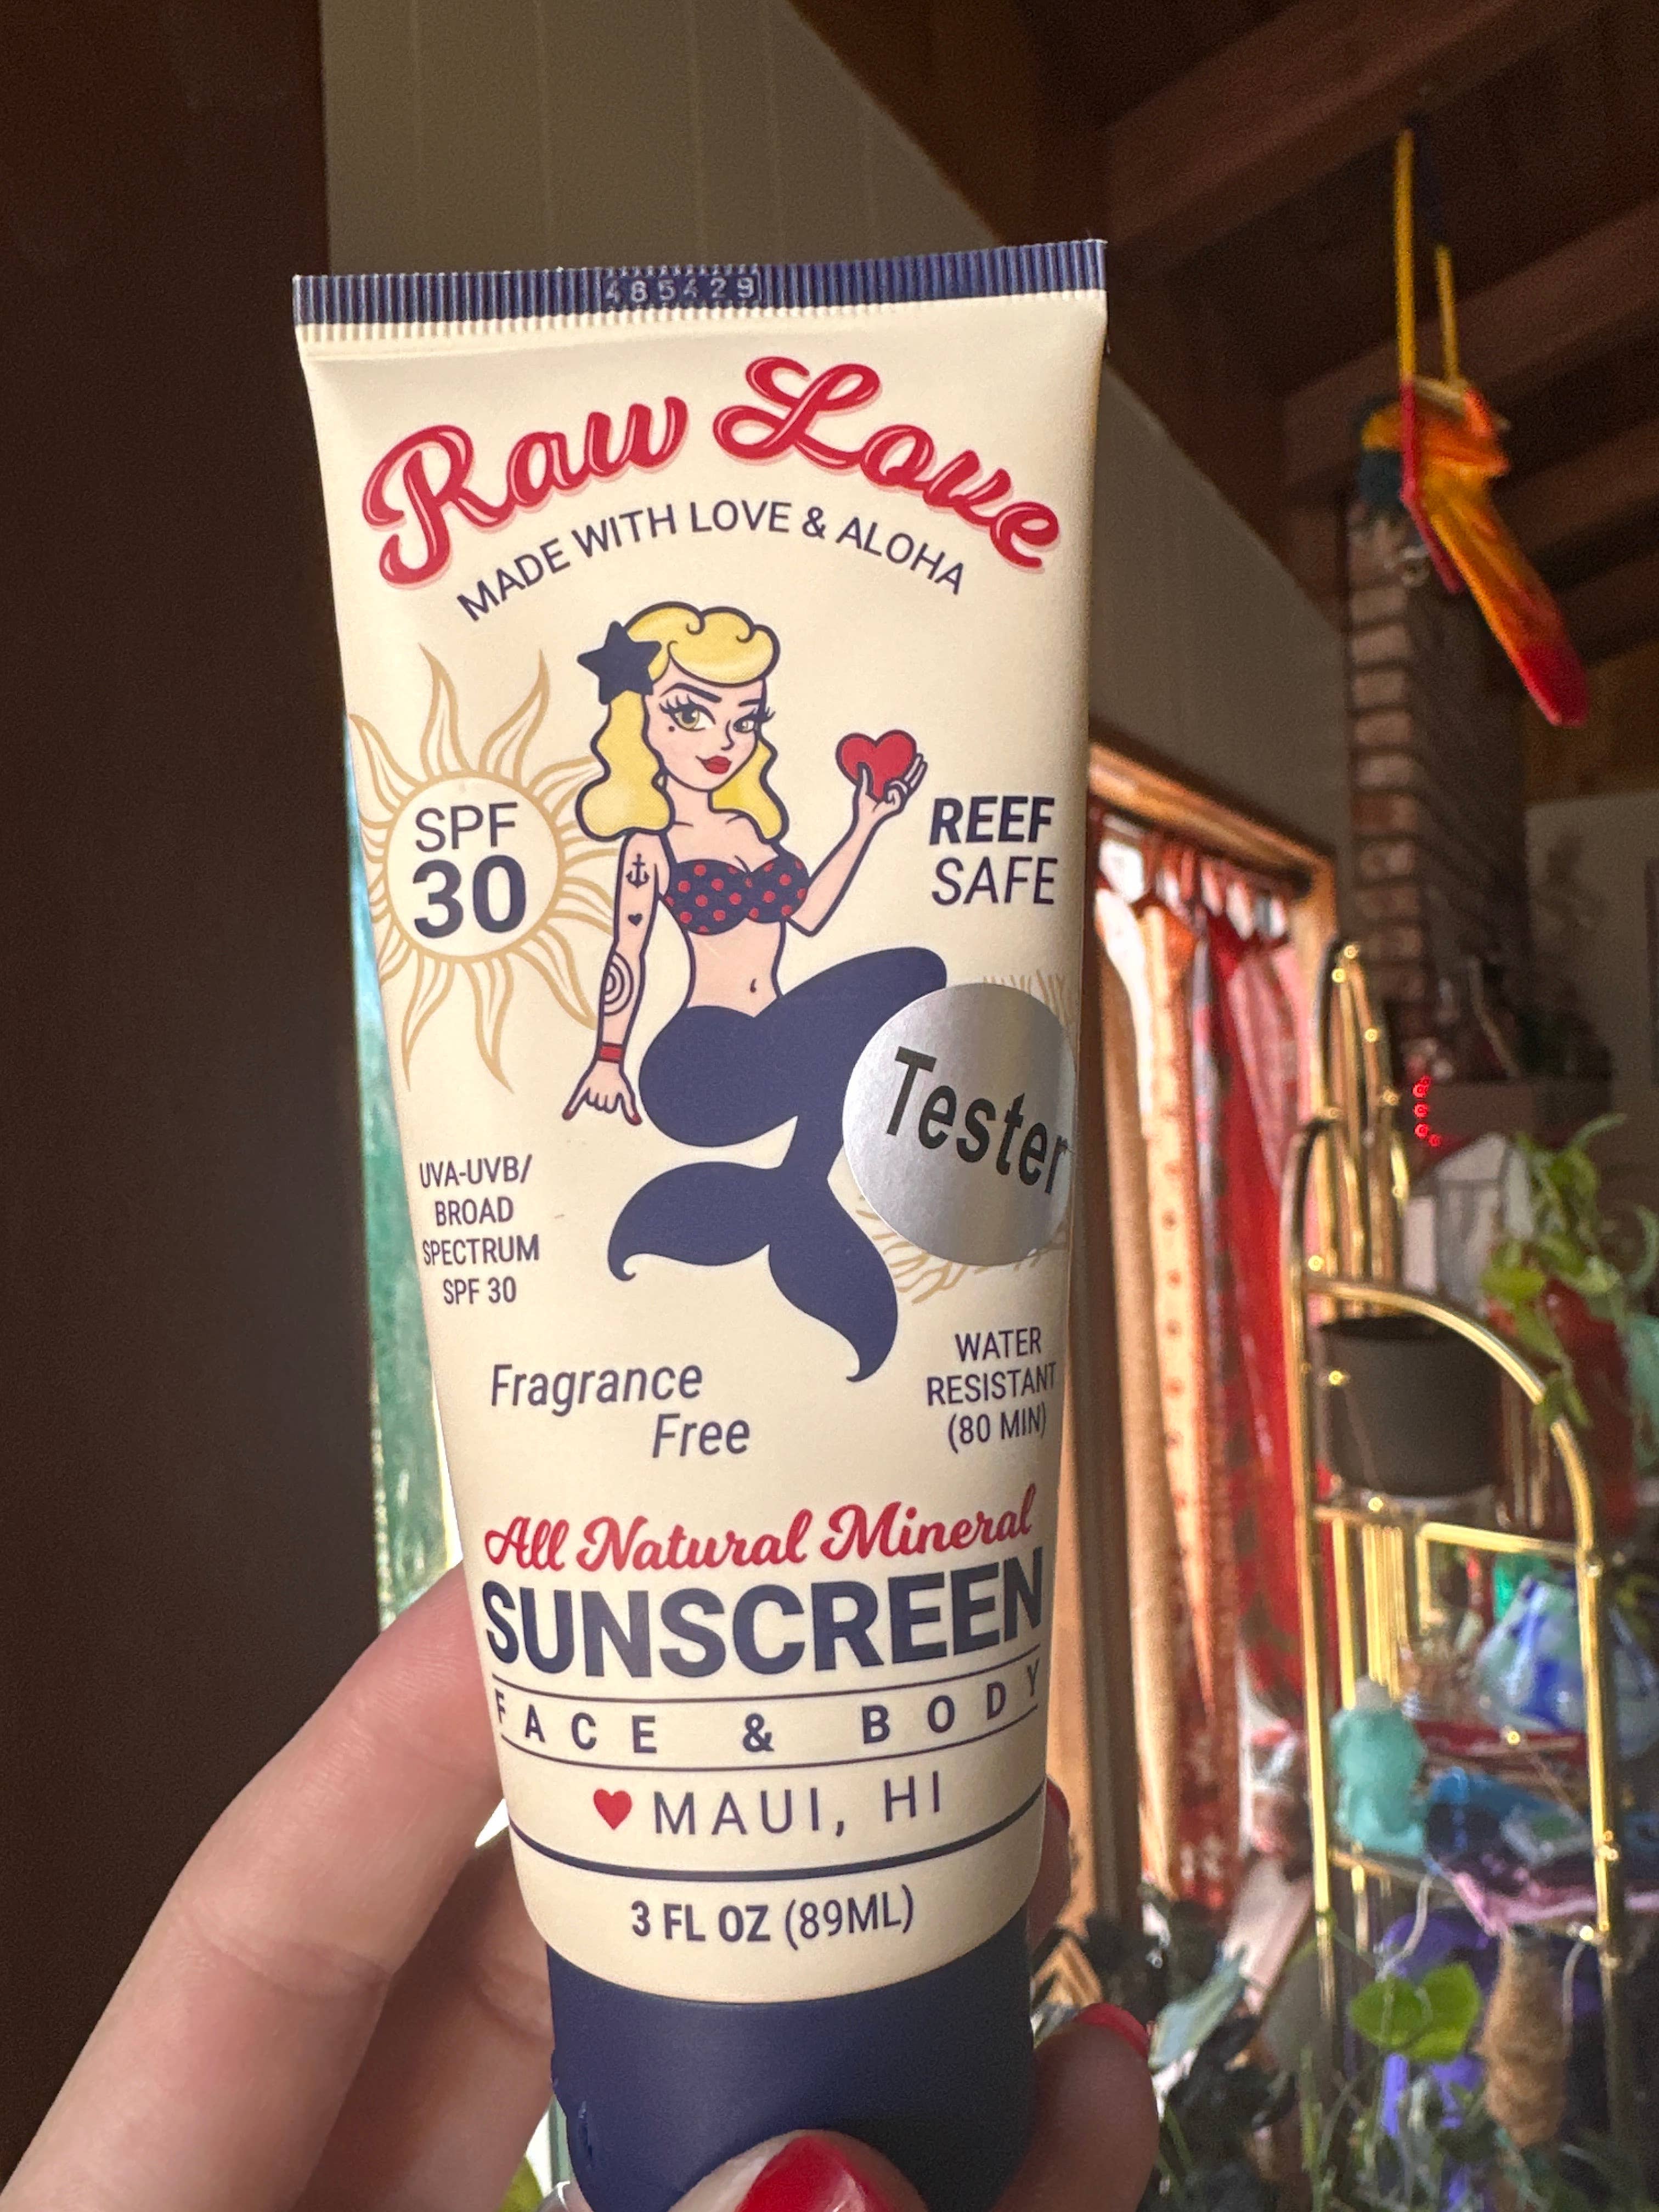 485429
Raw Love
MADE WITH LOVE & ALOHA
SPF
30
REEF
SAFE
Tester
UVA-UVB/
BROAD
SPECTRUM
SPF 30
Fragrance
Free
WATER
RESISTANT
(80 MIN)
All Natural Mineral
SUNSCREEN
FACE & BODY
MAUI, HI
3 FL OZ (89ML)